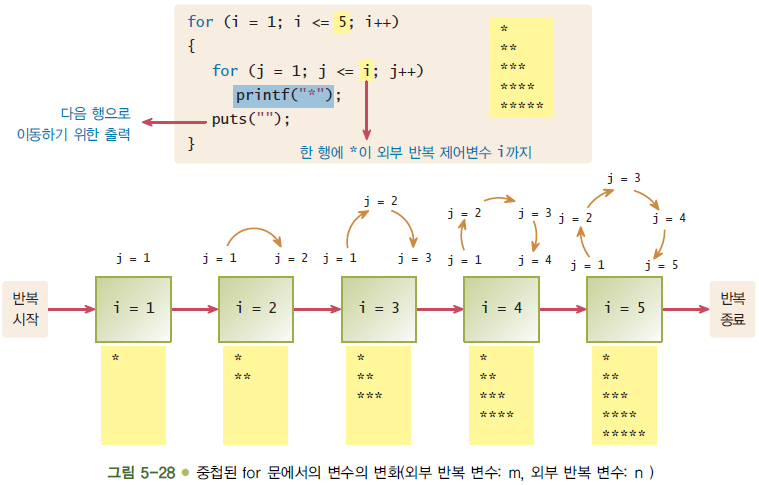 for (i = 1; i <= 5; i++)
{
for (j = 1; j <= i; j++)
printf("*");
puts("");
}
*
**
***
****
*****
다음 행으로
이동하기 위한 출력
한 행에 *이 외부 반복 제어변수 i까지
j = 1
j = 1
j = 2
j = 1
j = 2
j = 3
j = 1
j = 2
j = 3
j = 4
j = 1
j = 2
j = 3
j = 4
j = 5
반복
시작
i = 1
i = 2
i = 3
i = 4
i = 5
반복
종료
*
*
**
*
**
***
*
**
***
****
*
**
***
****
*****
그림 5-28 ● 중첩된 for 문에서의 변수의 변화(외부 반복 변수: m, 외부 반복 변수: n )